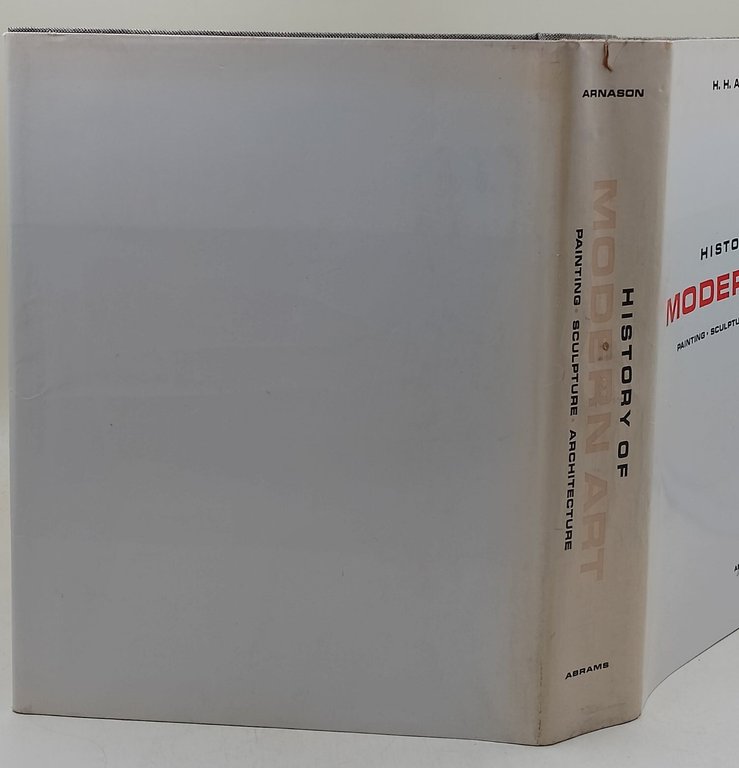 ARNASON
HISTORY OF
MODERN ART
PAINTING · SCULPTURE · ARCHITECTURE
ABRAMS
H. H. A
HISTO
MODER
PAINTING · SCULPTU